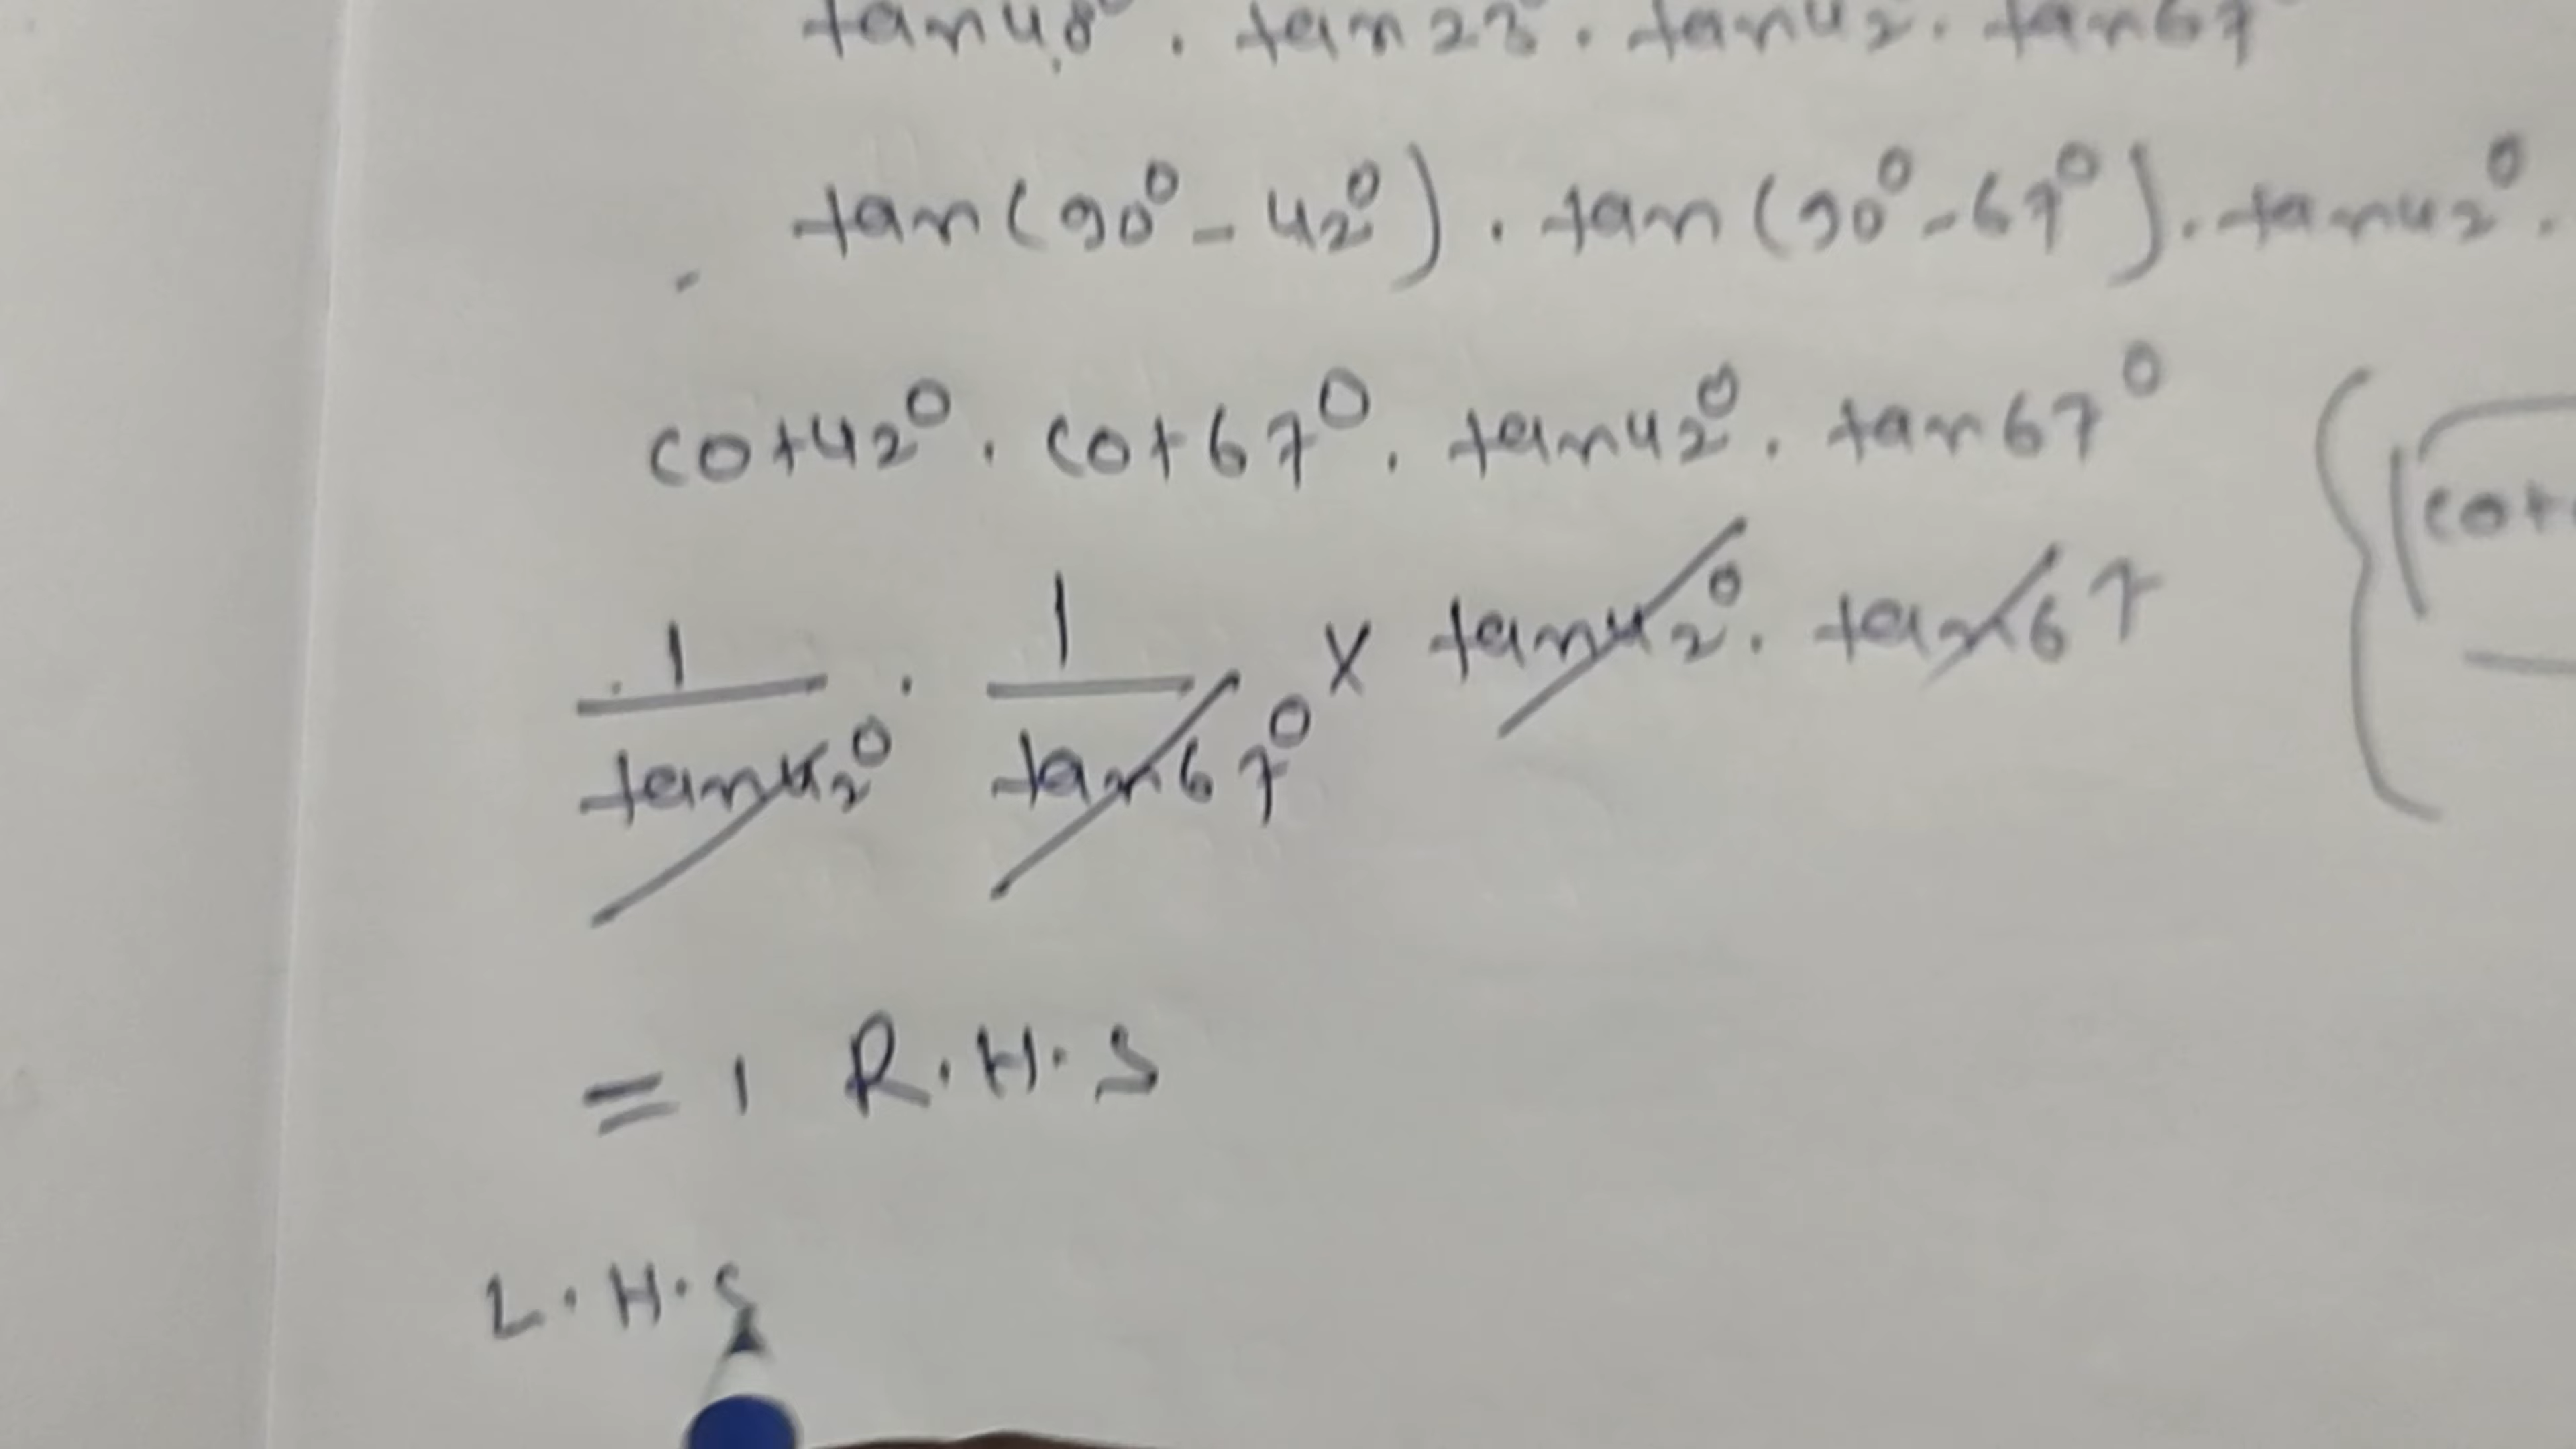 tan48° . tan23° . tan42° . tan67°
tan(90° - 42°) . tan(90° - 67°) . tan42° .
cot42° . cot67° . tan42° . tan67°
1 . 1 × tan42° . tan67
tan42° tan67°
cot
= 1 R.H.S
L.H.S